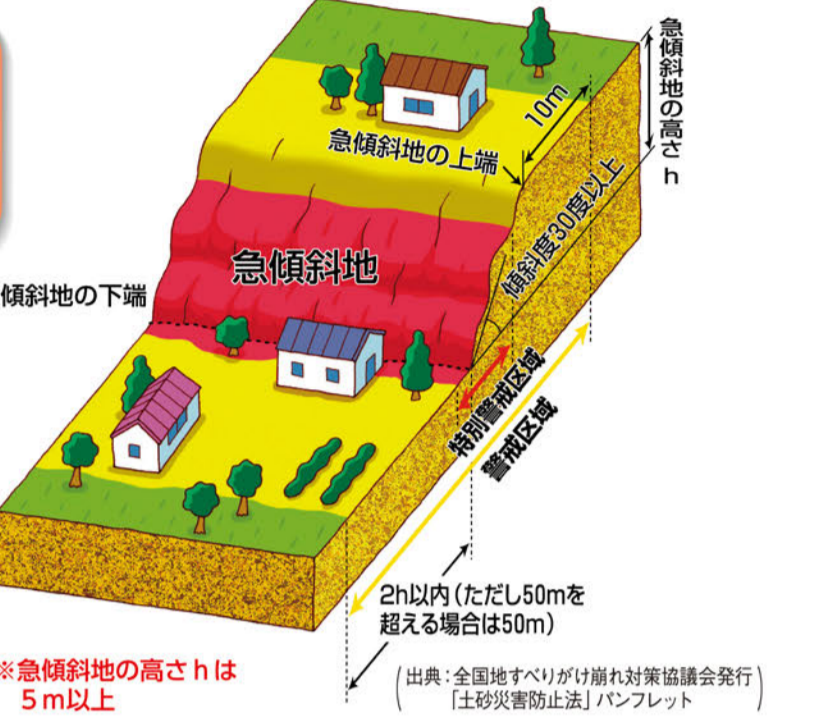 急傾斜地の高さ h
10m
急傾斜地の上端
傾斜度30度以上
急傾斜地
傾斜地の下端
特別警戒区域
警戒区域
2h以内(ただし50mを
超える場合は50m)
※急傾斜地の高さhは
5m以上
(出典:全国地すべりがけ崩れ対策協議会発行
「土砂災害防止法」パンフレット)